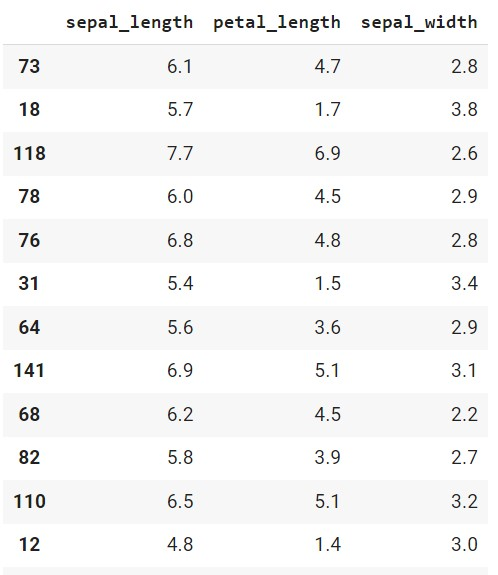 sepal_length petal_length sepal_width
73 6.1 4.7 2.8
18 5.7 1.7 3.8
118 7.7 6.9 2.6
78 6.0 4.5 2.9
76 6.8 4.8 2.8
31 5.4 1.5 3.4
64 5.6 3.6 2.9
141 6.9 5.1 3.1
68 6.2 4.5 2.2
82 5.8 3.9 2.7
110 6.5 5.1 3.2
12 4.8 1.4 3.0